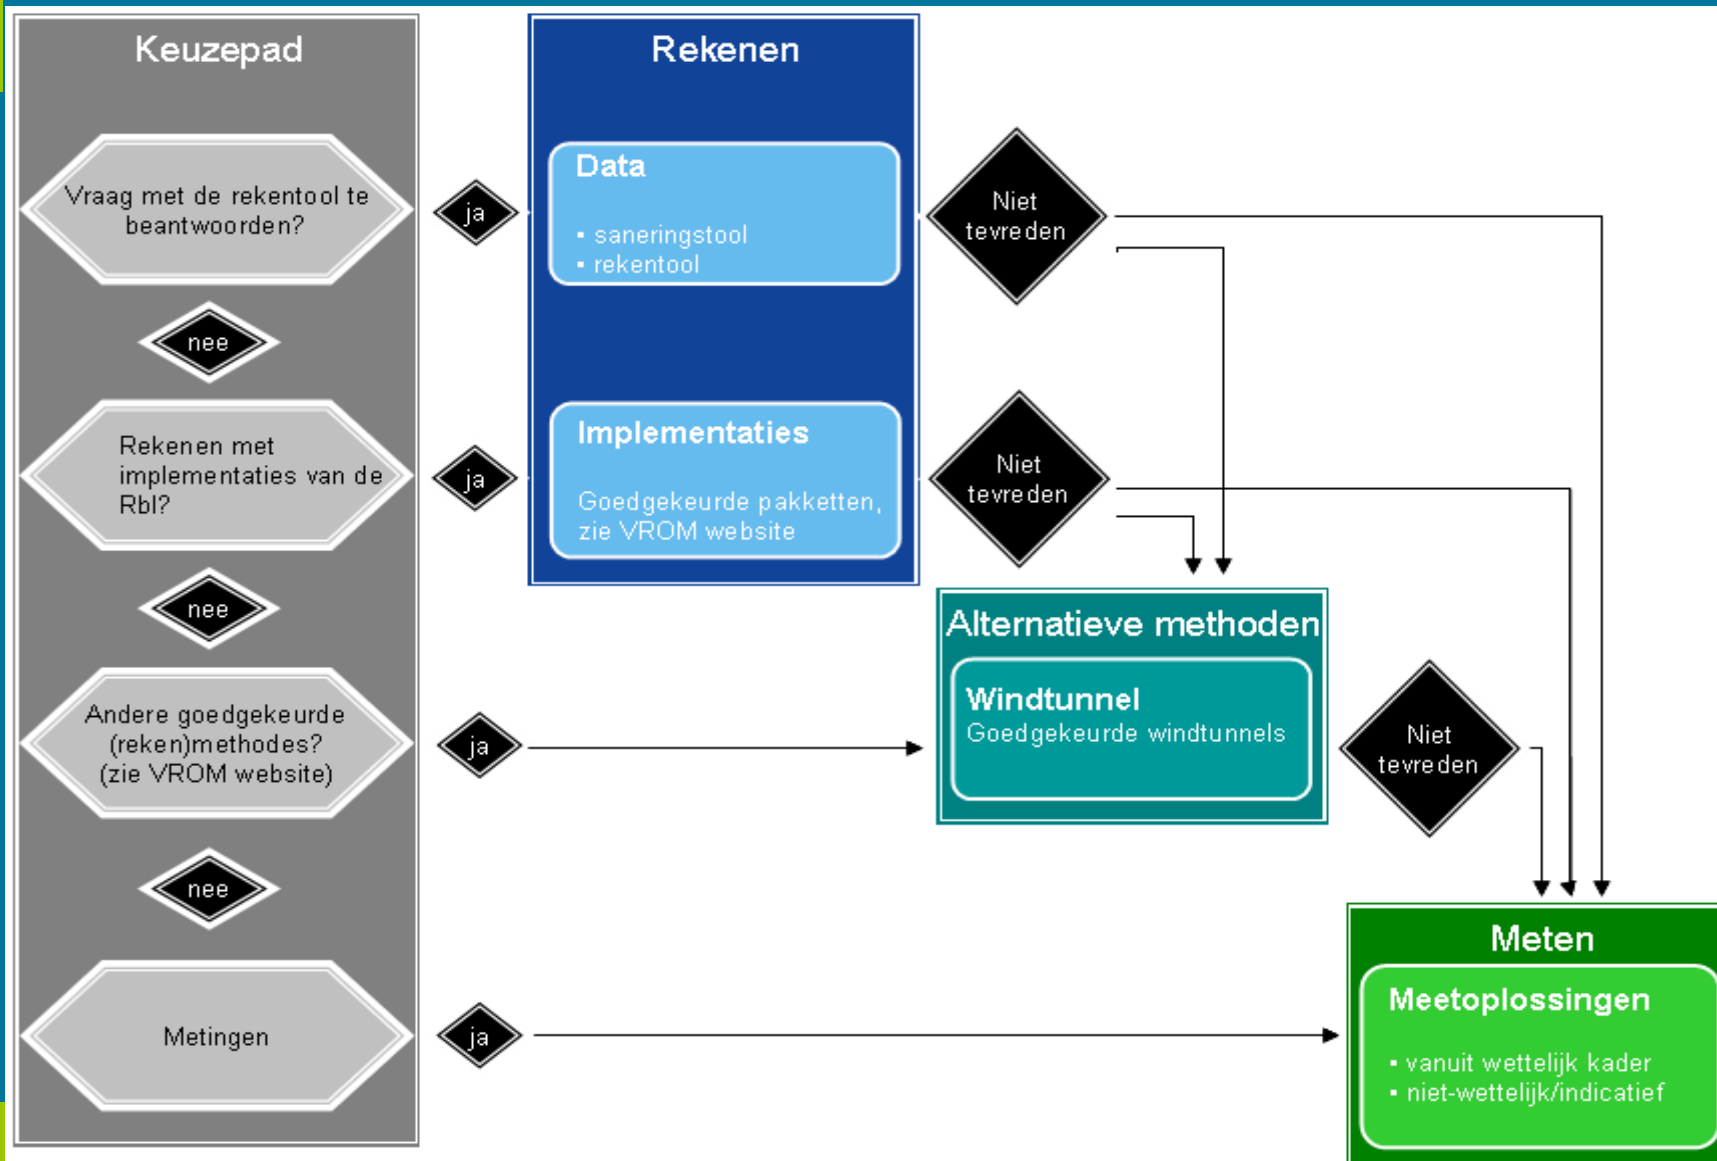 Keuzepad
Vraag met de rekentool te
beantwoorden?
nee
Rekenen met
implementaties van de
Rbl?
nee
Andere goedgekeurde
(reken)methodes?
(zie VROM website)
nee
Metingen
ja
ja
ja
ja
Rekenen
Data
▪ saneringstool
▪ rekentool
Implementaties
Goedgekeurde pakketten,
zie VROM website
Niet
tevreden
Niet
tevreden
Alternatieve methoden
Windtunnel
Goedgekeurde windtunnels
Niet
tevreden
Meten
Meetoplossingen
▪ vanuit wettelijk kader
▪ niet-wettelijk/indicatief